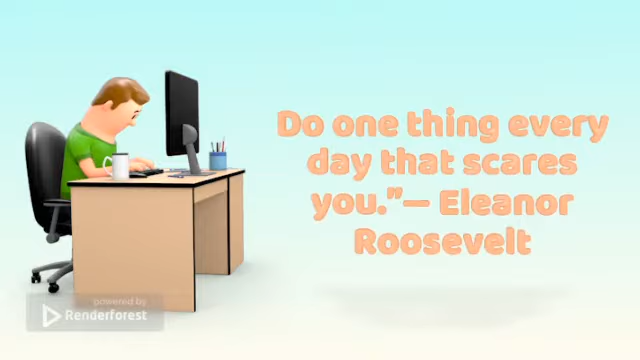 Do one thing every
day that scares
you."— Eleanor
Roosevelt
powered by
Renderforest